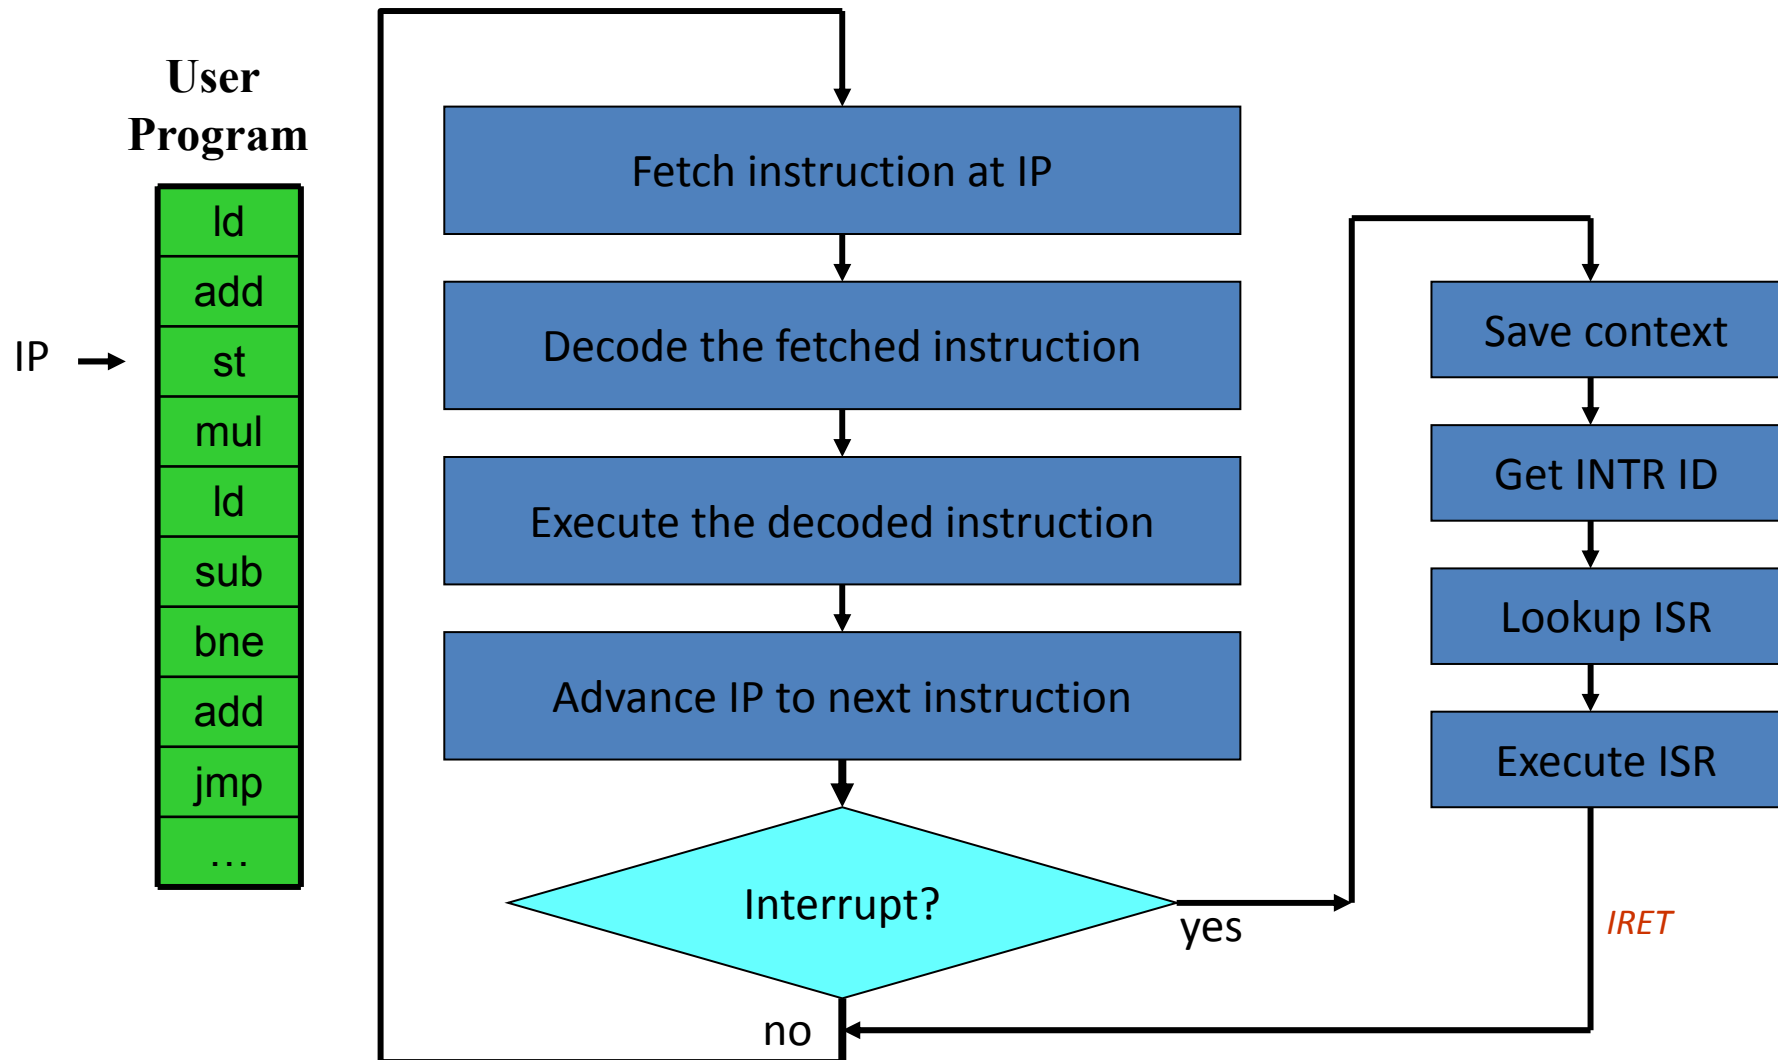 User
Program
ld
add
IP
st
mul
ld
sub
bne
add
jmp
...
Fetch instruction at IP
Decode the fetched instruction
Execute the decoded instruction
Advance IP to next instruction
Interrupt?
yes
no
Save context
Get INTR ID
Lookup ISR
Execute ISR
IRET